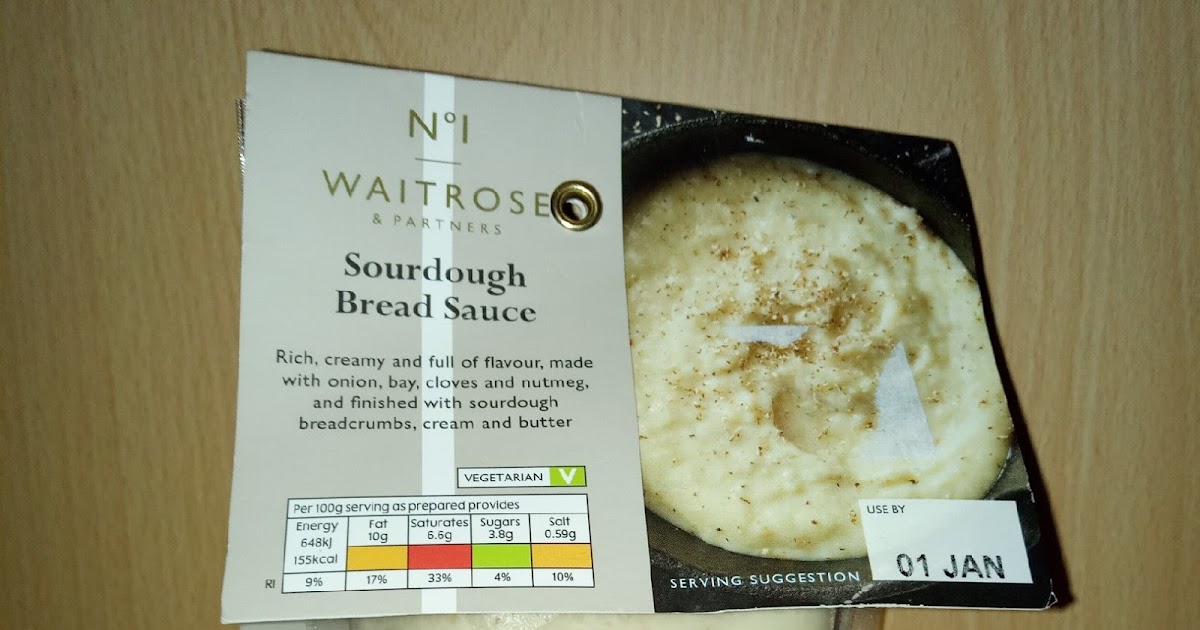 Nº1
WAITROSE
& PARTNERS
Sourdough
Bread Sauce
Rich, creamy and full of flavour, made
with onion, bay, cloves and nutmeg,
and finished with sourdough
breadcrumbs, cream and butter
VEGETARIAN V
Per 100g serving as prepared provides
Energy Fat Saturates Sugars Salt
648kJ 10g 6.6g 3.8g 0.59g
155kcal
RI 9% 17% 33% 4% 10%
SERVING SUGGESTION
USE BY
01 JAN